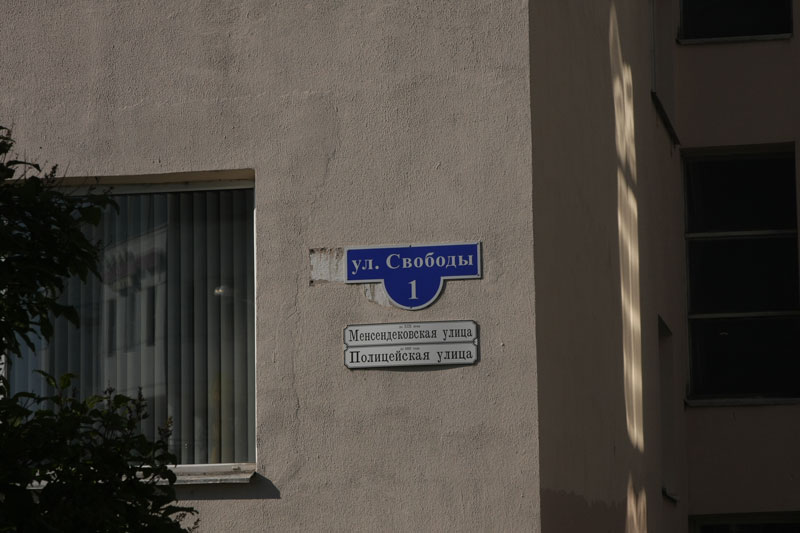 ул. Свободы
1
Менсендековская улица
Полицейская улица